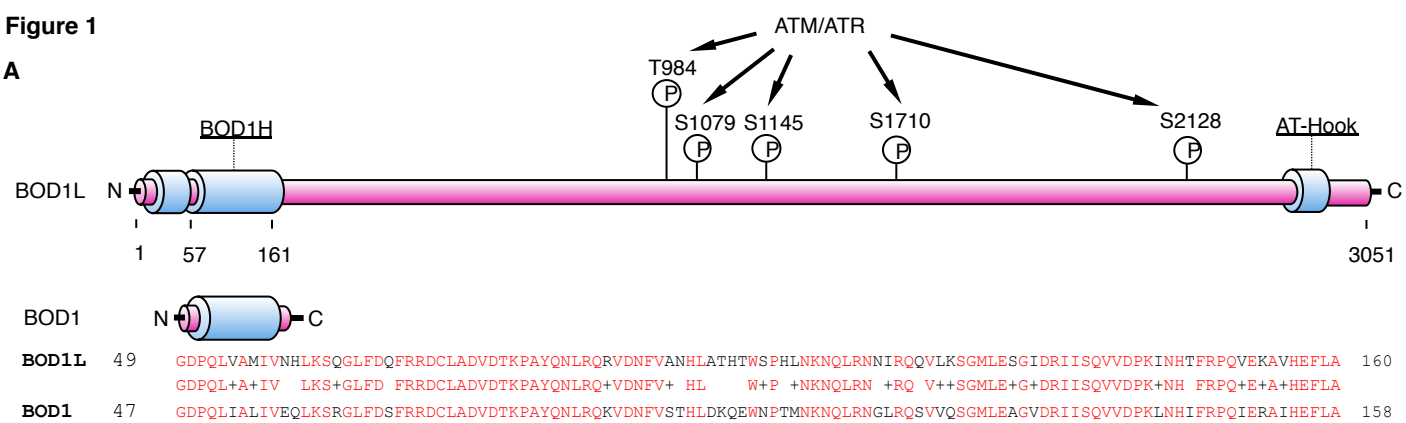 Figure 1
A
ATM/ATR
T984
P
S1079 S1145 S1710 S2128
P P P P
BOD1H
AT-Hook
BOD1L N C
1 57 161 3051
BOD1 N C
BOD1L 49 GDPQLVAMIVNHLKSQGLFDQFRRDCLADVDTKPAYQNLRQRVDNFVANHLATHTWSPHLNKNQLRNNIRQQVLKSGMLESGIDRIISQVVDPKINHTFRPQVEKAVHEFLA 160
GDPQL+A+IV LKS+GLFD FRRDCLADVDTKPAYQNLRQ+VDNFV+ HL W+P +NKNQLRN +RQ V++SGMLE+G+DRIISQVVDPK+NH FRPQ+E+A+HEFLA
BOD1 47 GDPQLIALIVEQLKSRGLFDSFRRDCLADVDTKPAYQNLRQKVDNFVSTHLDKQEWNPTMNKNQLRNGLRQSVVQSGMLEAGVDRIISQVVDPKLNHIFRPQIERAIHEFLA 158